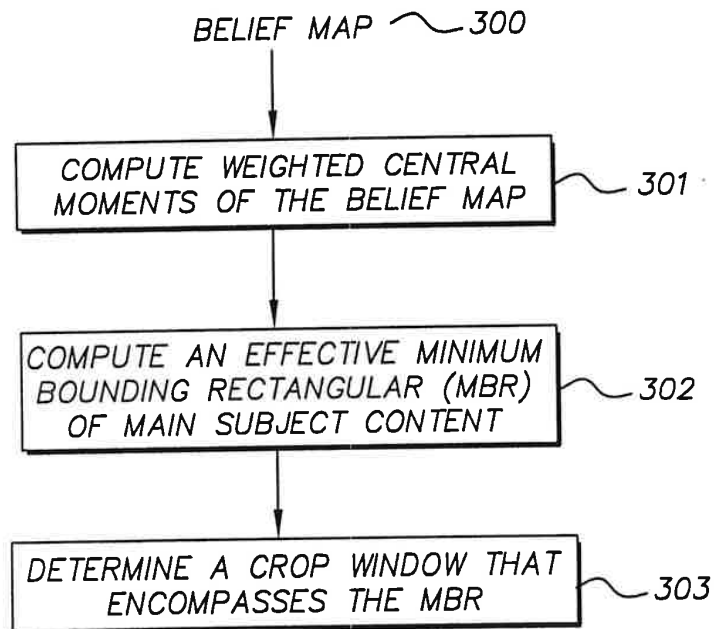 BELIEF MAP 300
COMPUTE WEIGHTED CENTRAL
MOMENTS OF THE BELIEF MAP
301
COMPUTE AN EFFECTIVE MINIMUM
BOUNDING RECTANGULAR (MBR)
OF MAIN SUBJECT CONTENT
302
DETERMINE A CROP WINDOW THAT
ENCOMPASSES THE MBR
303